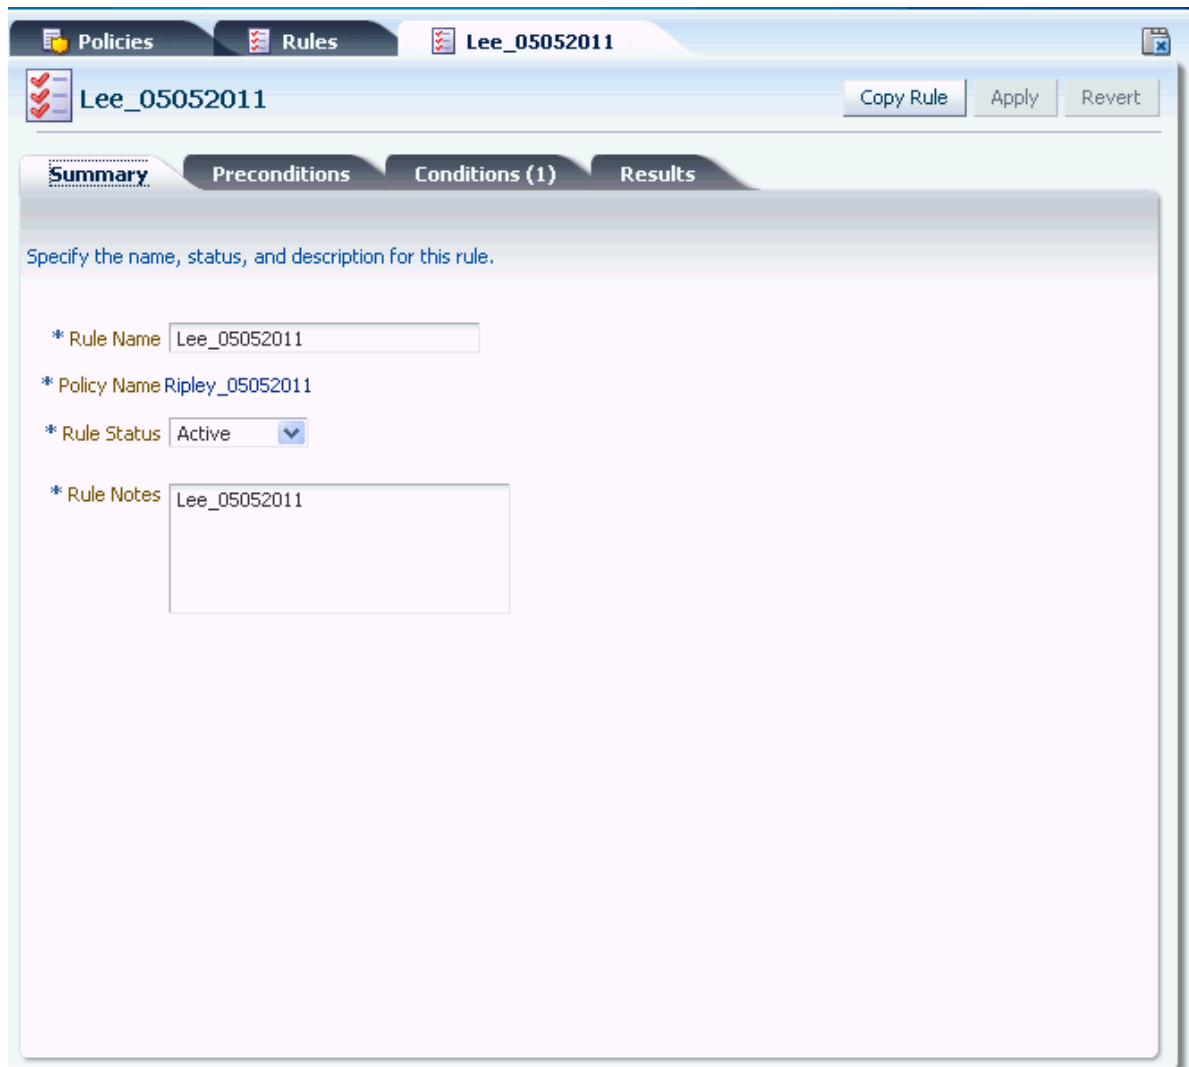 Policies Rules Lee_05052011
Lee_05052011 Copy Rule Apply Revert
Summary Preconditions Conditions (1) Results
Specify the name, status, and description for this rule.
* Rule Name Lee_05052011
* Policy Name Ripley_05052011
* Rule Status Active
* Rule Notes Lee_05052011